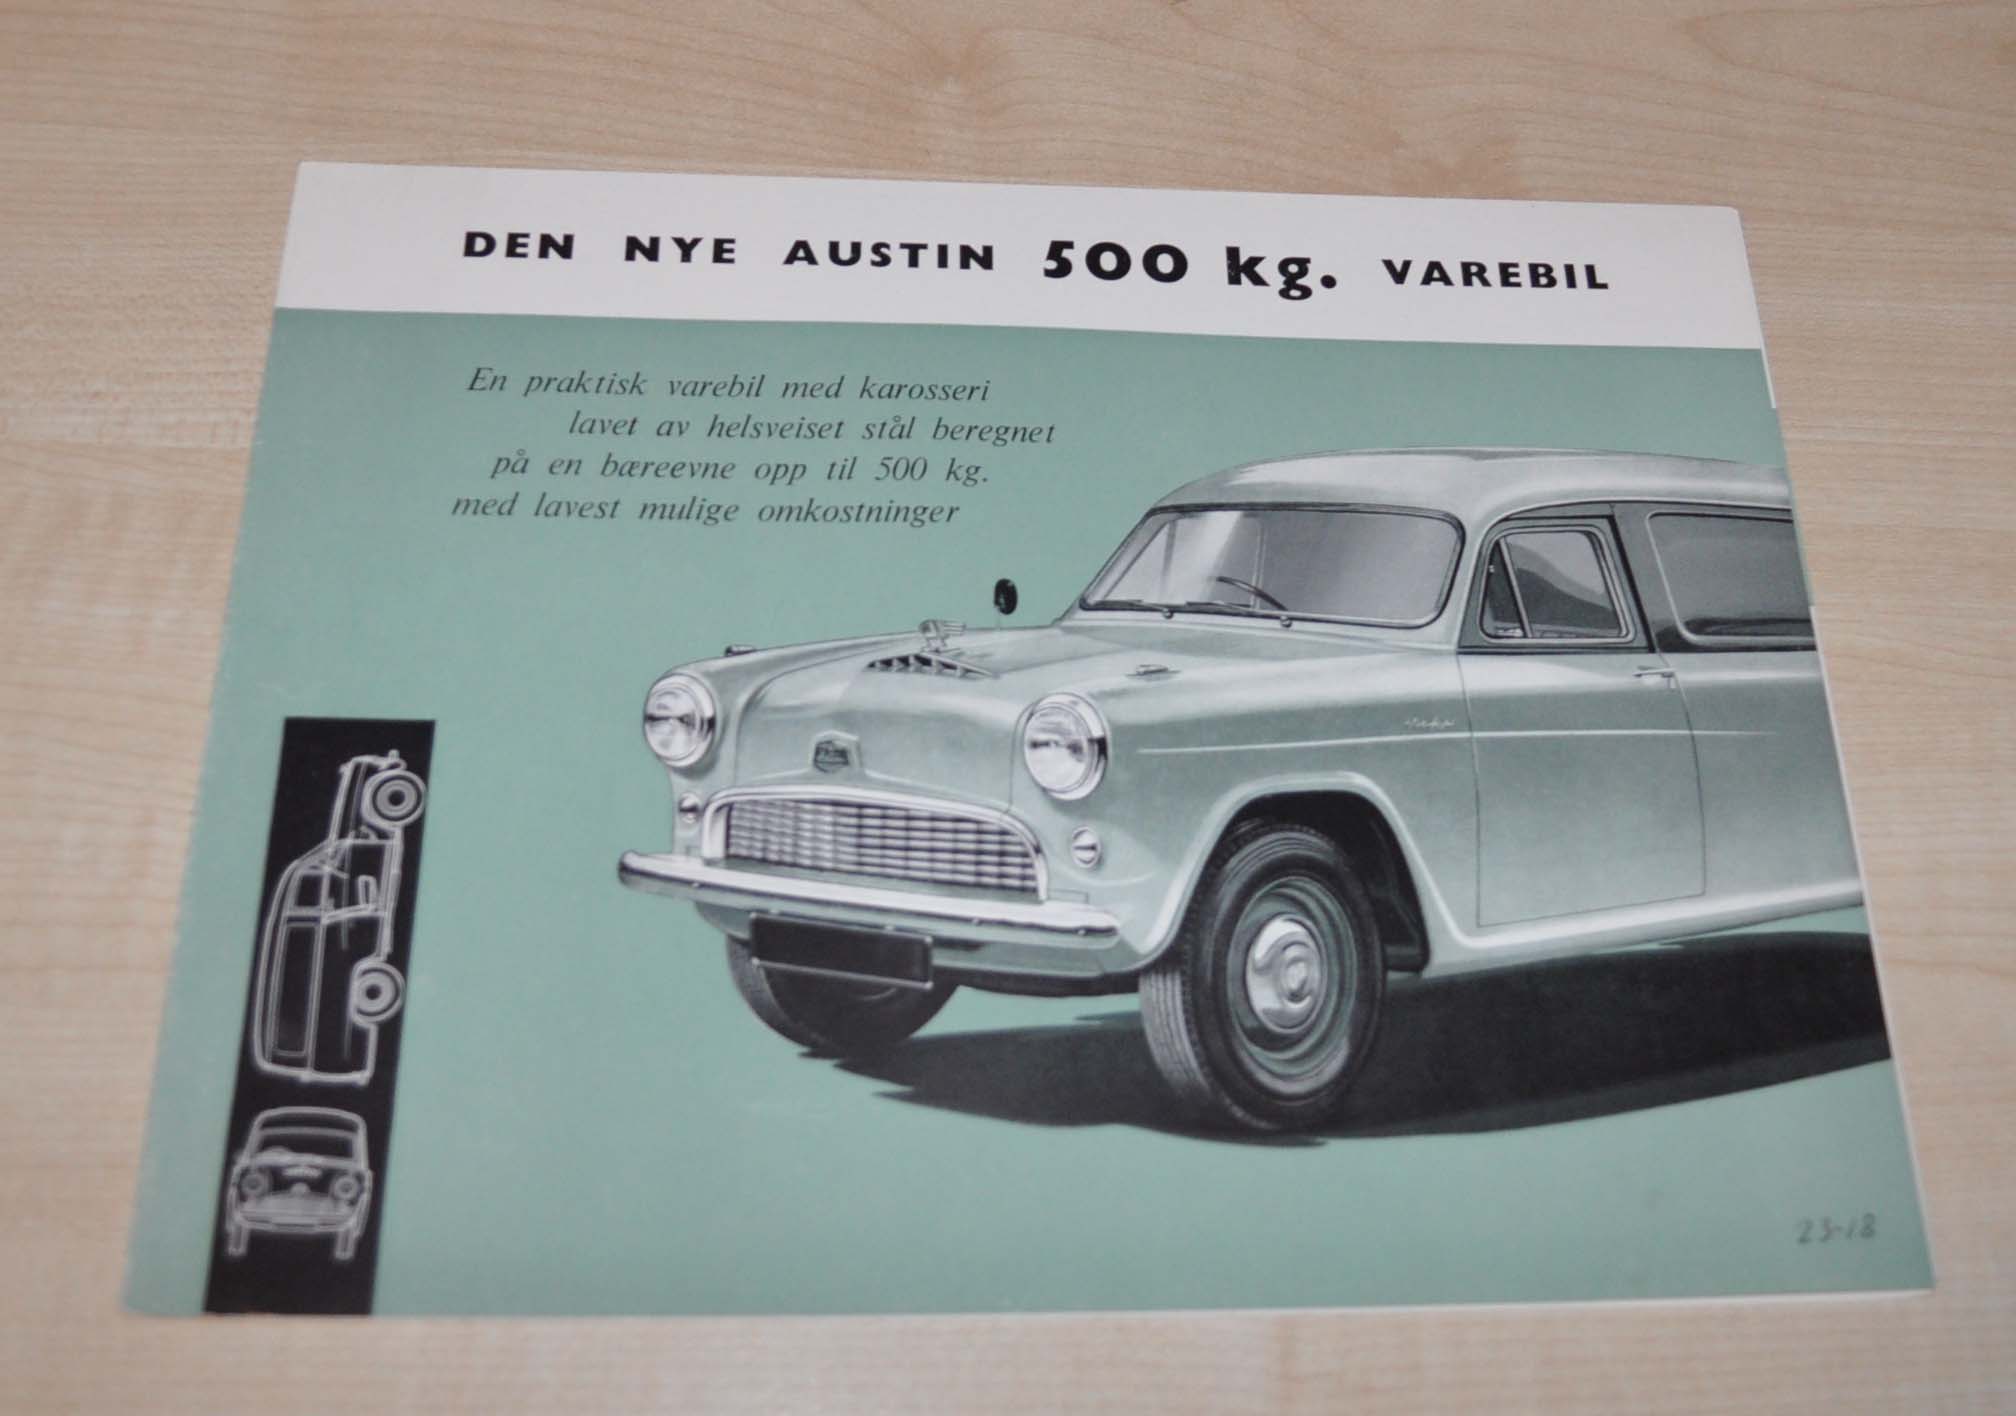 DEN NYE AUSTIN 500 kg. VAREBIL
En praktisk varebil med karosseri
lavet av helsveiset stål beregnet
på en bæreevne opp til 500 kg.
med lavest mulige omkostninger
23-18